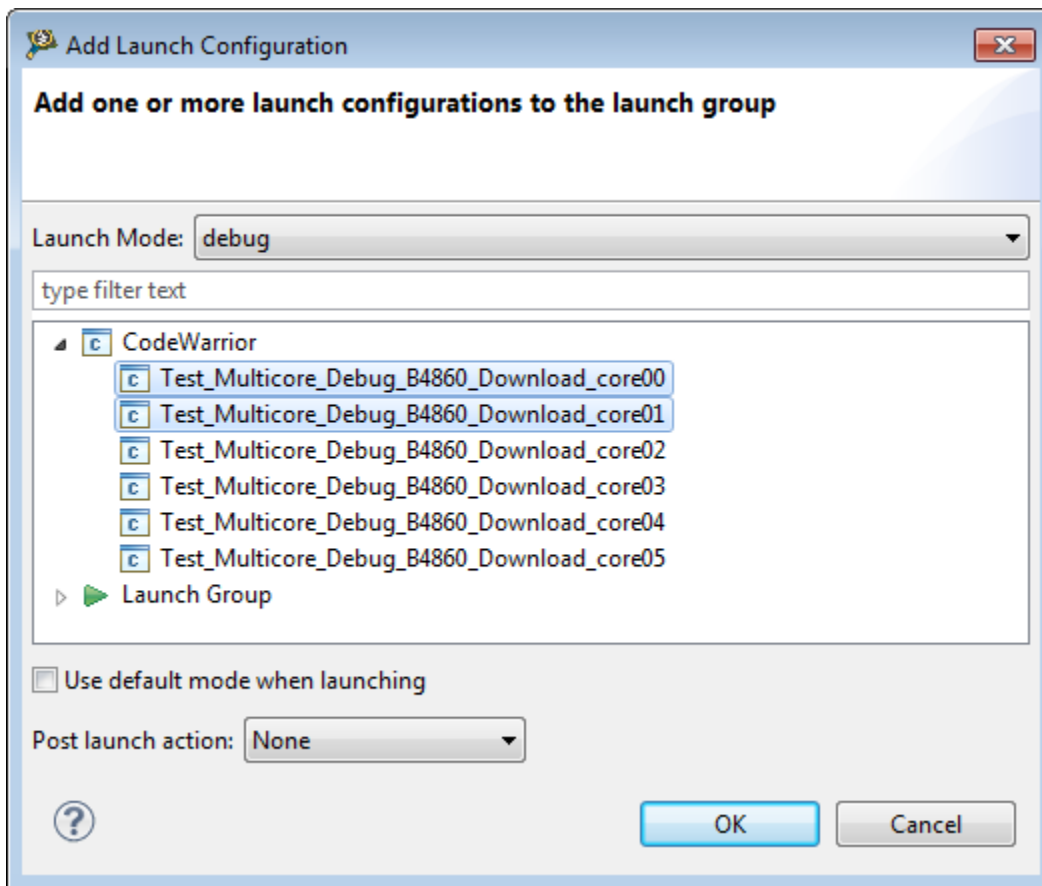 Add Launch Configuration
Add one or more launch configurations to the launch group
Launch Mode: debug
type filter text
c CodeWarrior
c Test_Multicore_Debug_B4860_Download_core00
c Test_Multicore_Debug_B4860_Download_core01
c Test_Multicore_Debug_B4860_Download_core02
c Test_Multicore_Debug_B4860_Download_core03
c Test_Multicore_Debug_B4860_Download_core04
c Test_Multicore_Debug_B4860_Download_core05
Launch Group
Use default mode when launching
Post launch action: None
? OK Cancel